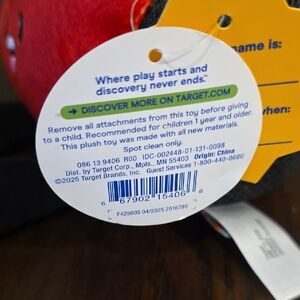 Where play starts and
discovery never ends.™
→ DISCOVER MORE ON TARGET.COM
Remove all attachments from this toy before giving
to a child. Recommended for children 1 year and older.
This plush toy was made with all new materials.
Spot clean only.
086 13 9406 R00 IDC-002448-01-131-0098
Dist. by Target Corp., Mpls., MN 55403 Origin: China
©2025 Target Brands, Inc. Guest Services 1-800-440-0680
6 67902 15406 6
F420605 04/2025 2516789
name is:
when: